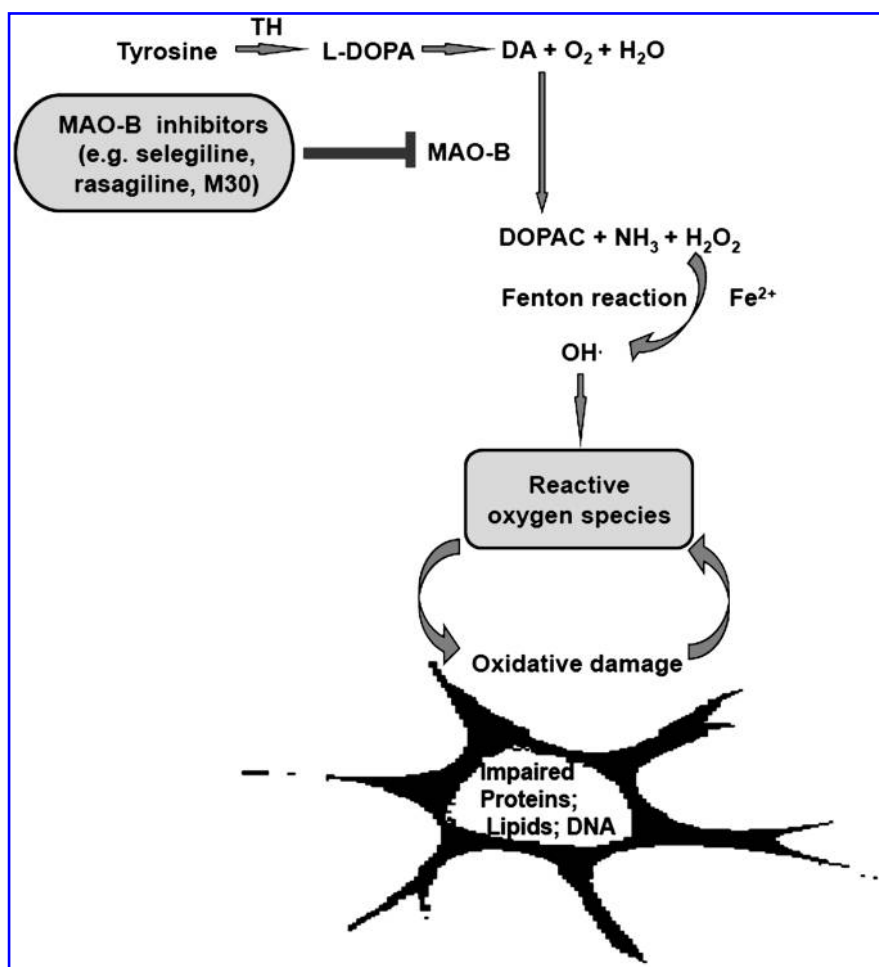 TH
Tyrosine L-DOPA DA + O₂ + H₂O
MAO-B inhibitors
(e.g. selegiline,
rasagiline, M30)
MAO-B
DOPAC + NH₃ + H₂O₂
Fenton reaction Fe²⁺
OH·
Reactive
oxygen species
Oxidative damage
Impaired
Proteins;
Lipids; DNA